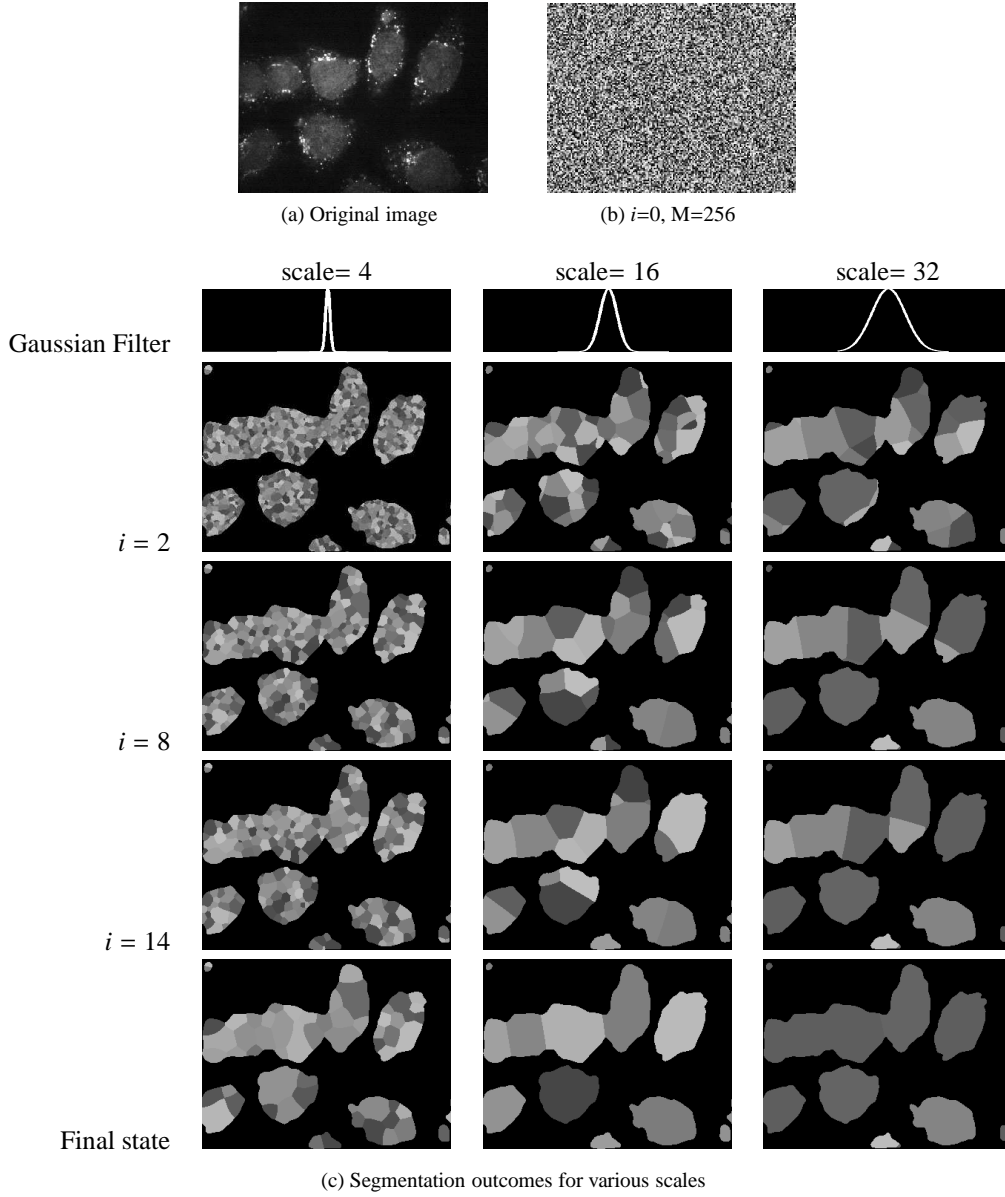 (a) Original image
(b) i=0, M=256
scale= 4
scale= 16
scale= 32
Gaussian Filter
i = 2
i = 8
i = 14
Final state
(c) Segmentation outcomes for various scales